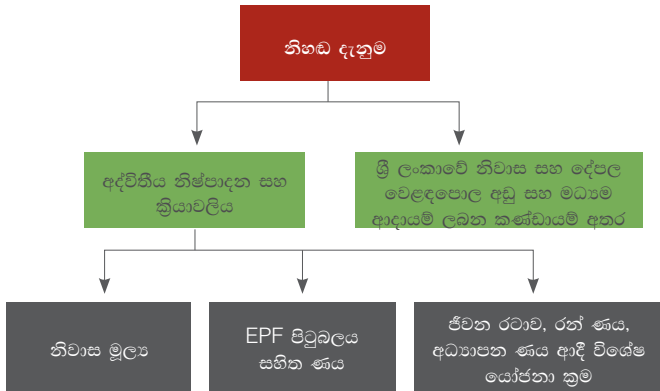 නිහඬ දැනුම
අද්විතීය නිෂ්පාදන සහ
ක්‍රියාවලිය
ශ්‍රී ලංකාවේ නිවාස සහ දේපල
වෙළඳපොල අඩු සහ මධ්‍යම
ආදායම් ලබන කණ්ඩායම් අතර
නිවාස මූල්‍ය
EPF පිටුබලය
සහිත ණය
ජීවන රටාව, රන් ණය,
අධ්‍යාපන ණය ආදී විශේෂ
යෝජනා ක්‍රම